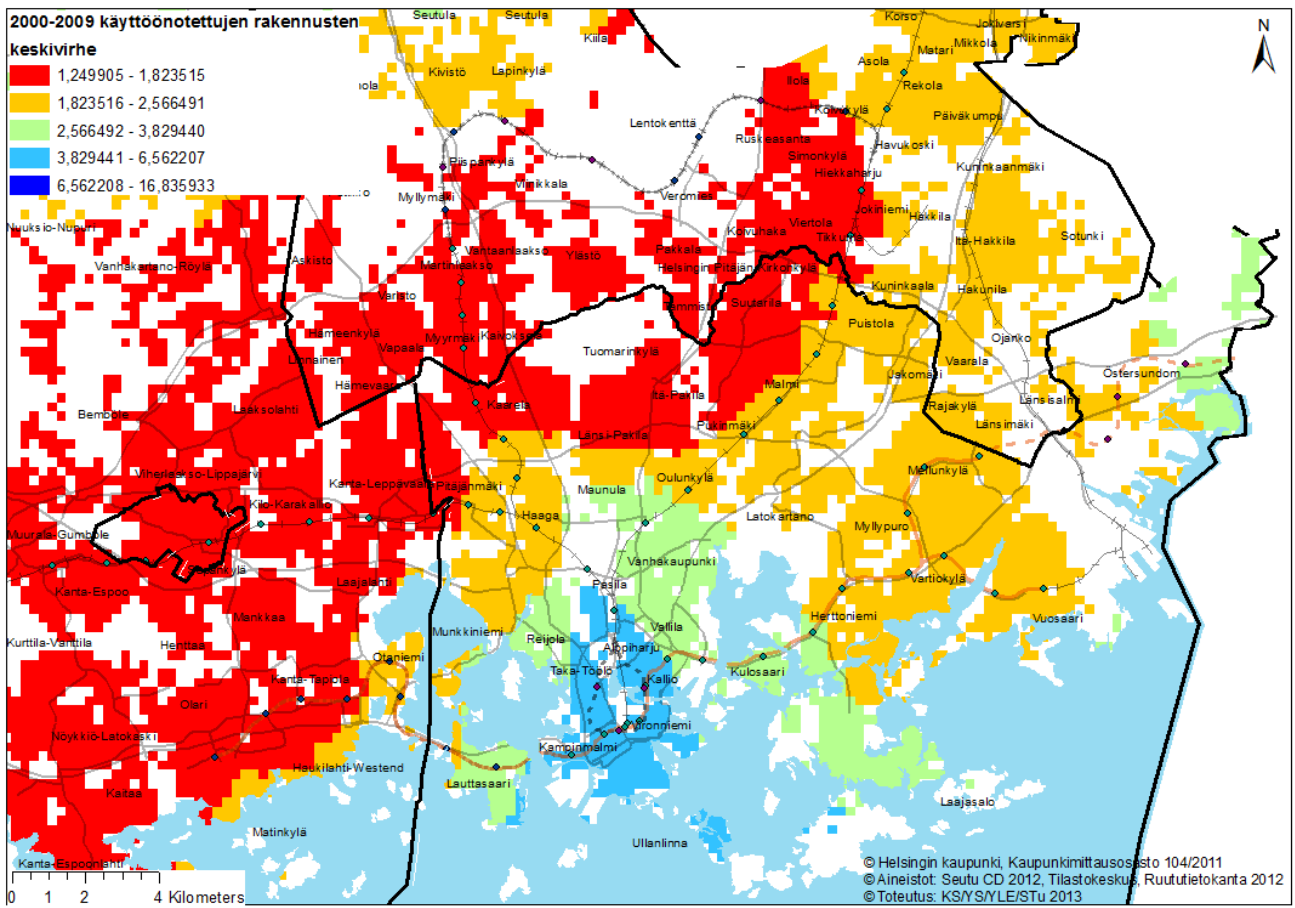 2000-2009 käyttöönotettujen rakennusten
keskivirhe
1,249905 - 1,823515
1,823516 - 2,566491
2,566492 - 3,829440
3,829441 - 6,562207
6,562208 - 16,835933
N
Seutula
Seutula
Kiila
Korso
Jokivarsi
Nikinmäki
Mikkola
Matari
Asola
Rekola
Kivistö
Lapinkylä
Ilola
Koivukylä
Päiväkumpu
Lentokenttä
Ruskeasanta
Havukoski
Simonkylä
Hiekkaharju
Kuninkaanmäki
Piispankylä
Viinikkala
Myllymäki
Veromies
Jokiniemi
Hakkila
Nuuksio-Nupuri
Viertola
Koivuhaka
Tikkurila
Itä-Hakkila
Sotunki
Vantaanlaakso
Ylästö
Pakkala
Askisto
Martinlaakso
Vanhakartano-Röylä
Helsingin Pitäjän Kirkonkylä
Kuninkaala
Hakunila
Varisto
Tammisto
Suutarila
Puistola
Hämeenkylä
Myyrmäki
Kaivoksela
Vapaala
Linnainen
Tuomarinkylä
Ojanko
Vaarala
Östersundom
Jakomäki
Malmi
Hämevaara
Itä-Pakila
Länsisalmi
Rajakylä
Kaarela
Bemböle
Laaksolahti
Länsi-Pakila
Pukinmäki
Länsimäki
Viherlaakso-Lippajärvi
Mellunkylä
Kanta-Leppävaara
Pitäjänmäki
Oulunkylä
Maunula
Kilo-Karakallio
Haaga
Latokartano
Myllypuro
Muurala-Gumböle
Vanhakaupunki
Laajalahti
Pasila
Vartiokylä
Kanta-Espoo
Mankkaa
Herttoniemi
Vuosaari
Munkkiniemi
Vallila
Reijola
Kurttila-Vanttila
Henttaa
Alppiharju
Otaniemi
Taka-Töölö
Kulosaari
Kanta-Tapiola
Kallio
Olari
Nöykkiö-Latokaski
Kampinmalmi
Haukilahti-Westend
Lauttasaari
Kaitaa
Laajasalo
Matinkylä
Ullanlinna
Kanta-Espoonlahti
0 1 2 4 Kilometers
© Helsingin kaupunki, Kaupunkimittausosasto 104/2011
© Aineistot: Seutu CD 2012, Tilastokeskus, Ruututietokanta 2012
© Toteutus: KS/YS/YLE/STu 2013